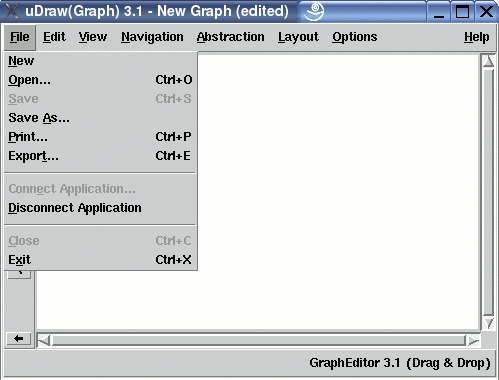 uDraw(Graph) 3.1 - New Graph (edited)
File Edit View Navigation Abstraction Layout Options Help
New
Open... Ctrl+O
Save Ctrl+S
Save As...
Print... Ctrl+P
Export... Ctrl+E
Connect Application...
Disconnect Application
Close Ctrl+C
Exit Ctrl+X
GraphEditor 3.1 (Drag & Drop)